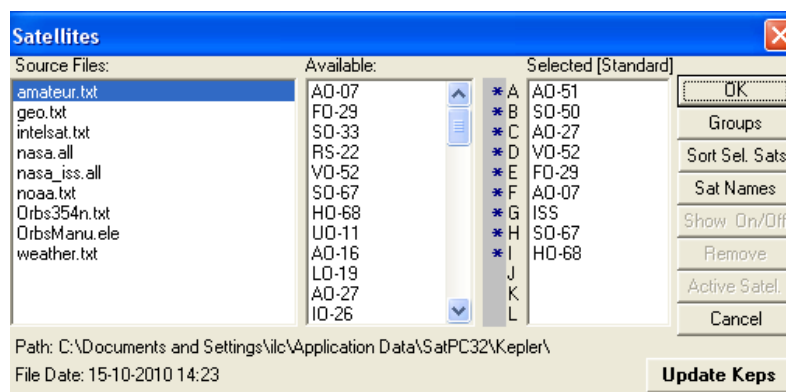 Satellites
Source Files:
Available:
Selected [Standard]
amateur.txt
geo.txt
intelsat.txt
nasa.all
nasa_iss.all
noaa.txt
Orbs354n.txt
OrbsManu.ele
weather.txt
AO-07
FO-29
SO-33
RS-22
VO-52
SO-67
HO-68
UO-11
AO-16
LO-19
AO-27
IO-26
* A AO-51
* B SO-50
* C AO-27
* D VO-52
* E FO-29
* F AO-07
* G ISS
* H SO-67
* I HO-68
J
K
L
OK
Groups
Sort Sel. Sats
Sat Names
Show On/Off
Remove
Active Satel.
Cancel
Path: C:\Documents and Settings\ilc\Application Data\SatPC32\Kepler\
File Date: 15-10-2010 14:23
Update Keps